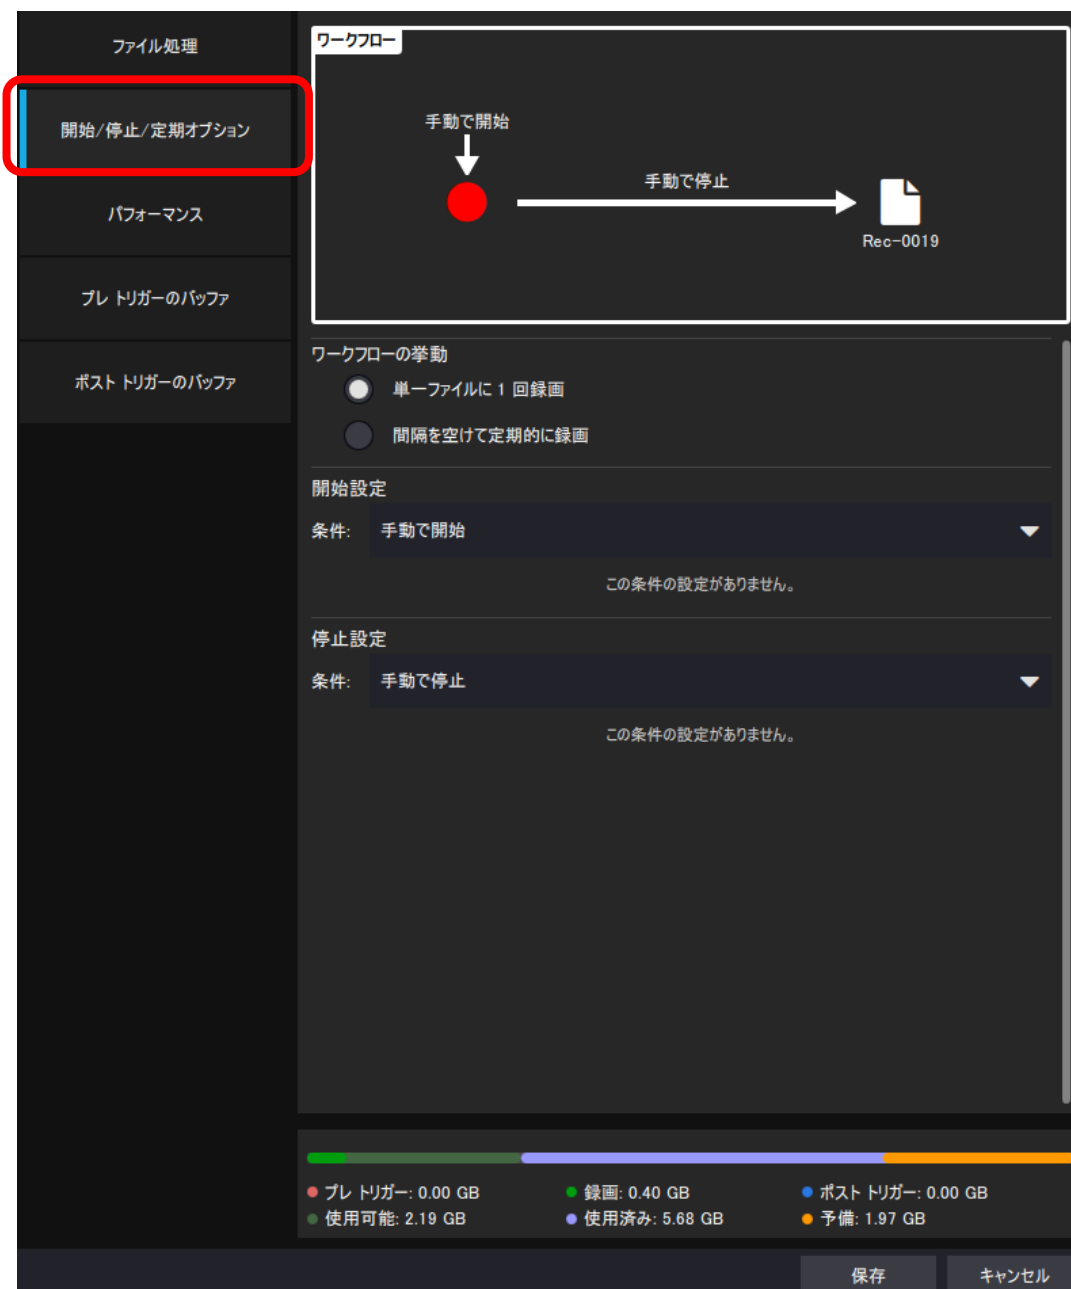 ファイル処理
開始/停止/定期オプション
パフォーマンス
プレ トリガーのバッファ
ポスト トリガーのバッファ
ワークフロー
手動で開始
手動で停止
Rec-0019
ワークフローの挙動
単一ファイルに 1 回録画
間隔を空けて定期的に録画
開始設定
条件: 手動で開始
この条件の設定がありません。
停止設定
条件: 手動で停止
この条件の設定がありません。
プレ トリガー: 0.00 GB 録画: 0.40 GB ポスト トリガー: 0.00 GB
使用可能: 2.19 GB 使用済み: 5.68 GB 予備: 1.97 GB
保存 キャンセル